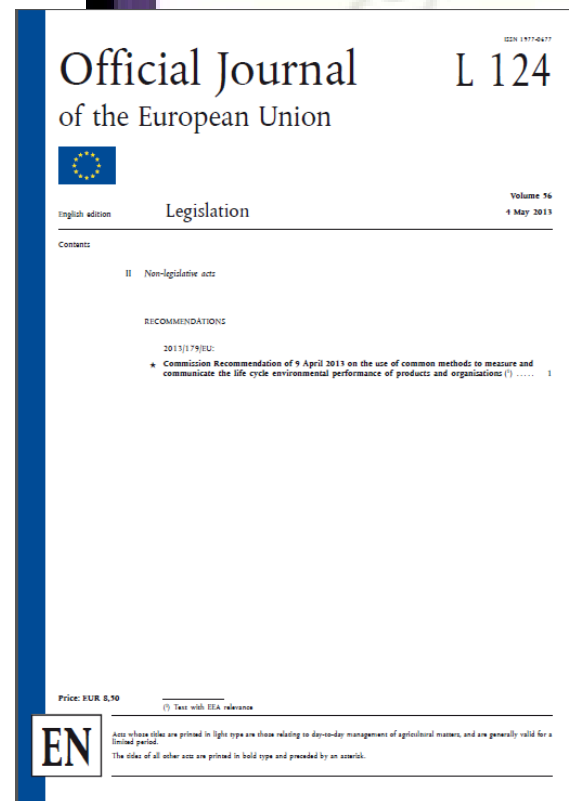 ISSN 1977-0677
Official Journal
L 124
of the European Union
Volume 56
English edition
Legislation
4 May 2013
Contents
II Non-legislative acts
RECOMMENDATIONS
2013/179/EU:
★ Commission Recommendation of 9 April 2013 on the use of common methods to measure and
communicate the life cycle environmental performance of products and organisations (¹) ..... 1
Price: EUR 8,50
(¹) Text with EEA relevance
EN
Acts whose titles are printed in light type are those relating to day-to-day management of agricultural matters, and are generally valid for a
limited period.
The titles of all other acts are printed in bold type and preceded by an asterisk.